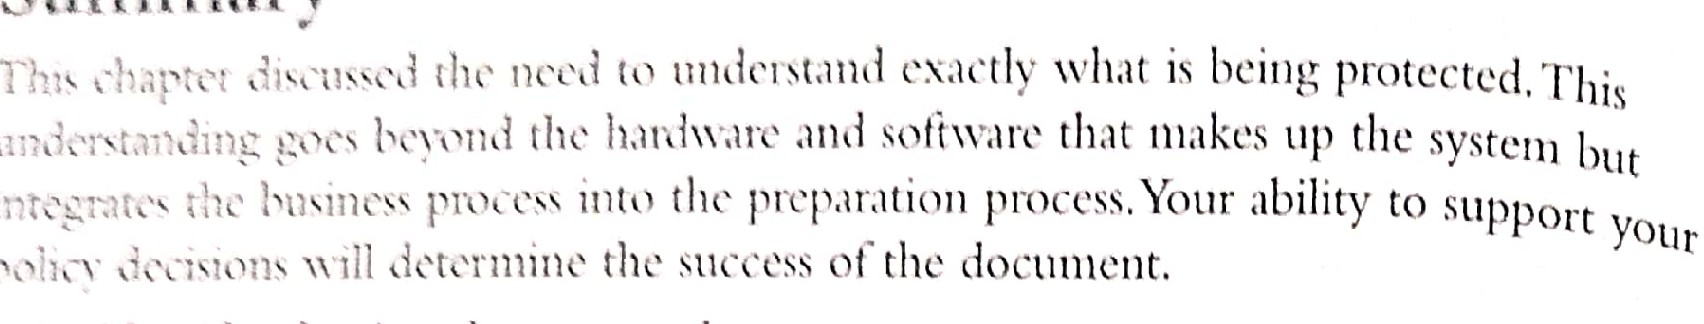 Summary
This chapter discussed the need to understand exactly what is being protected. This
understanding goes beyond the hardware and software that makes up the system but
integrates the business process into the preparation process. Your ability to support your
policy decisions will determine the success of the document.